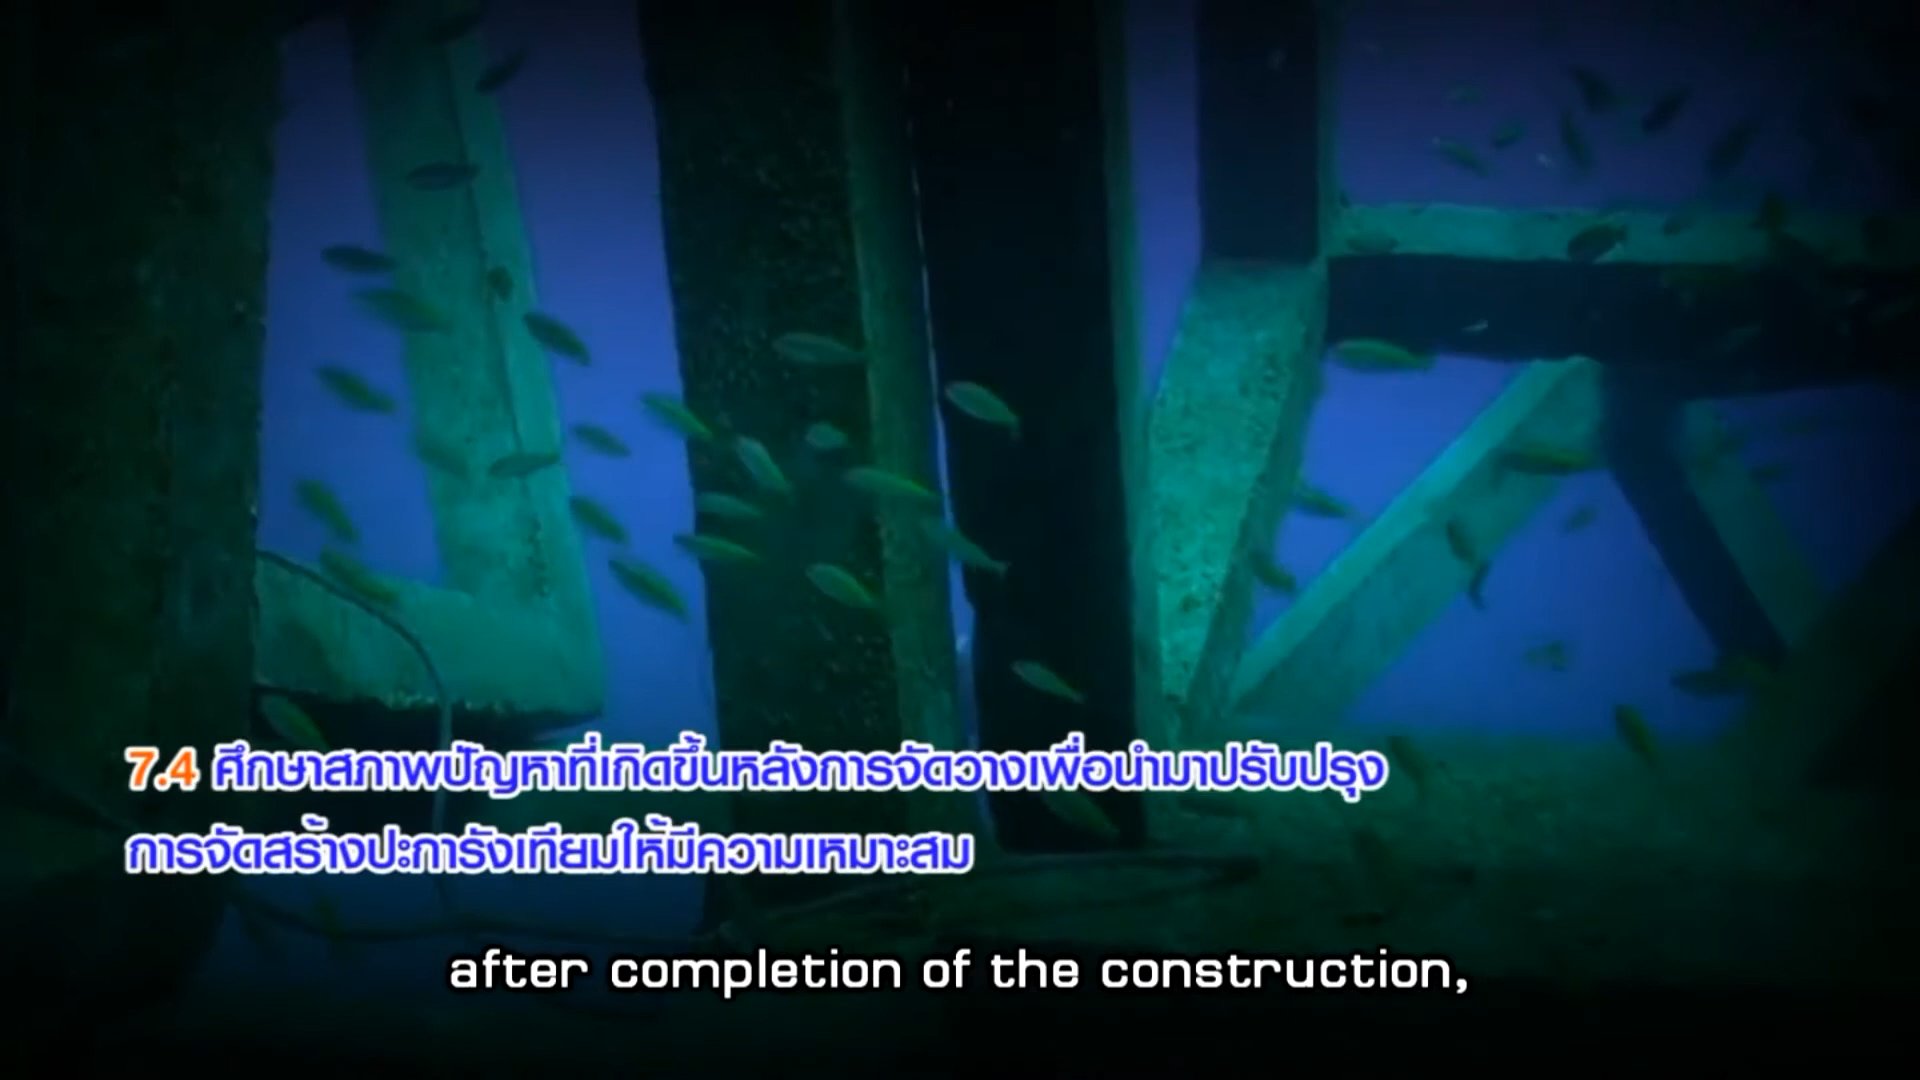 7.4 ศึกษาสภาพปัญหาที่เกิดขึ้นหลังการจัดวางเพื่อนำมาปรับปรุง
การจัดสร้างปะการังเทียมให้มีความเหมาะสม
after completion of the construction,